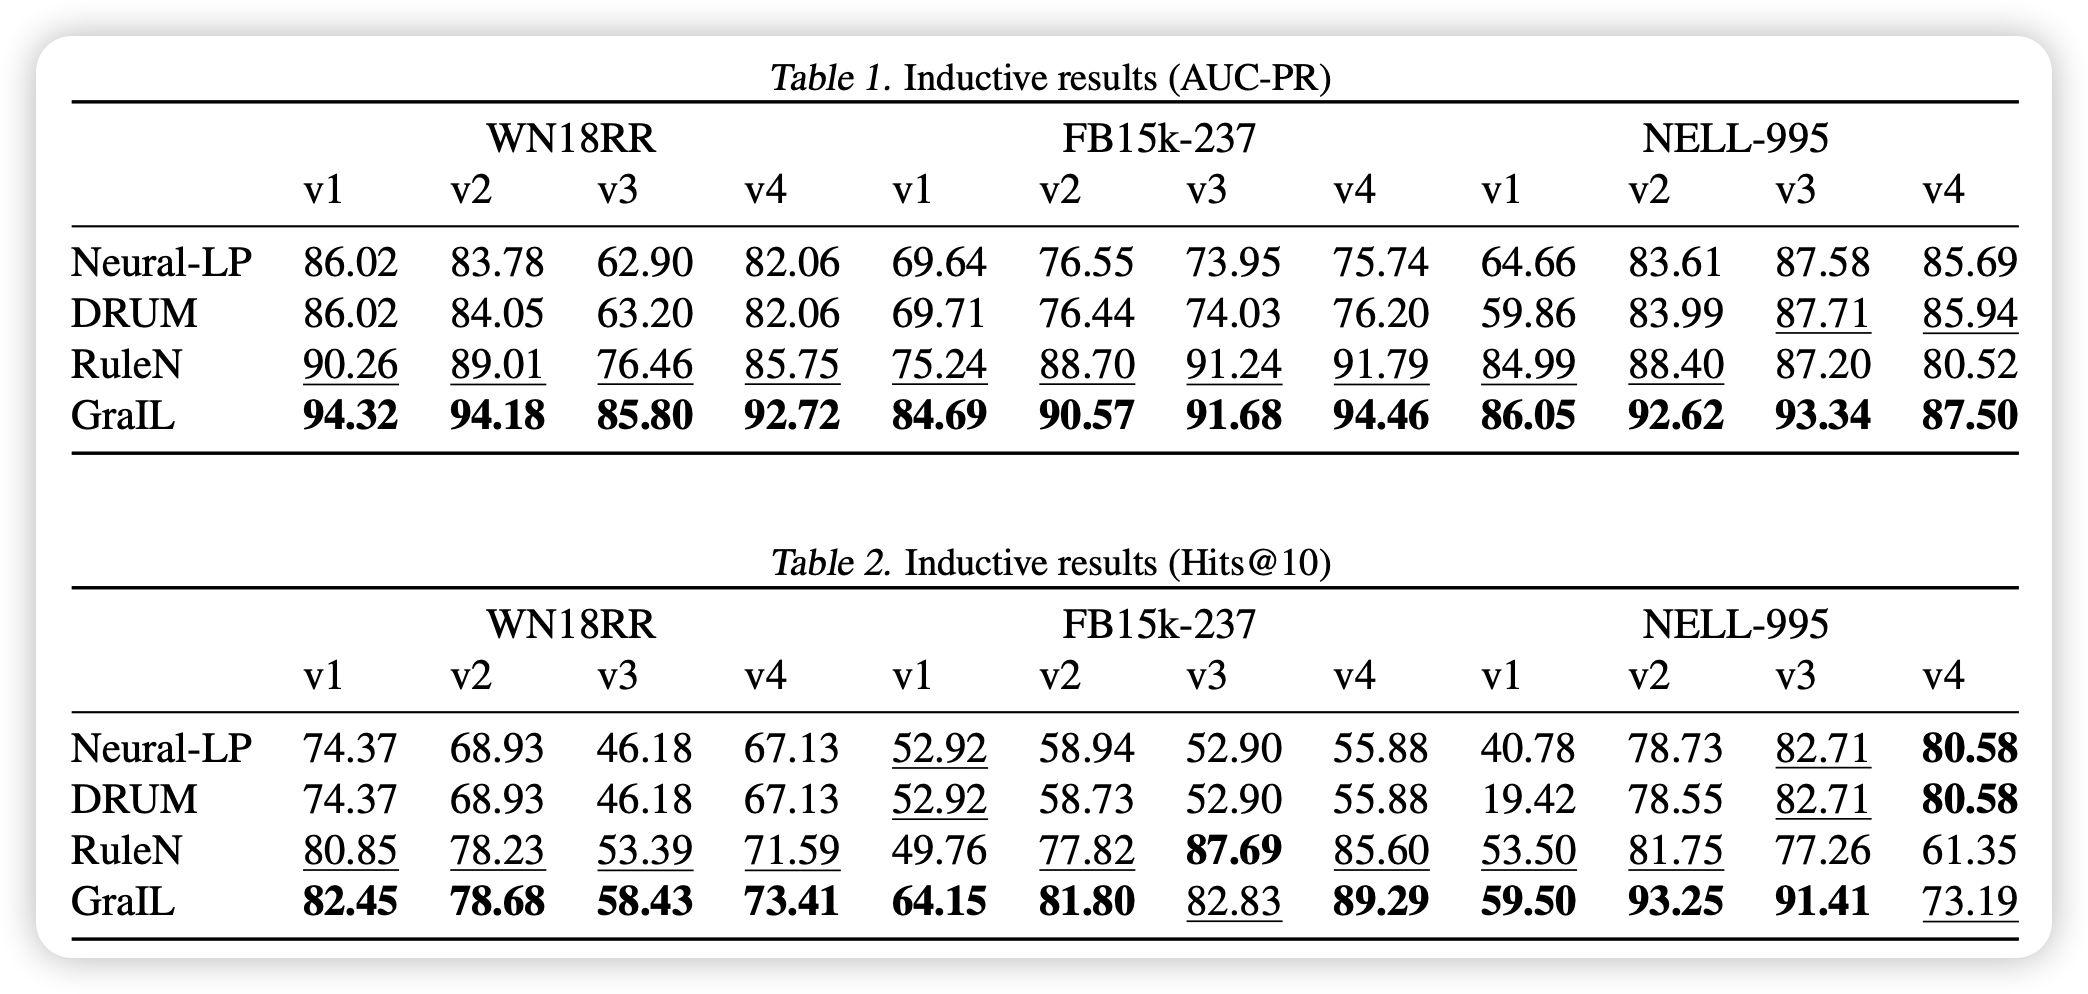 Table 1. Inductive results (AUC-PR)
WN18RR FB15k-237 NELL-995
v1 v2 v3 v4 v1 v2 v3 v4 v1 v2 v3 v4
Neural-LP 86.02 83.78 62.90 82.06 69.64 76.55 73.95 75.74 64.66 83.61 87.58 85.69
DRUM 86.02 84.05 63.20 82.06 69.71 76.44 74.03 76.20 59.86 83.99 87.71 85.94
RuleN 90.26 89.01 76.46 85.75 75.24 88.70 91.24 91.79 84.99 88.40 87.20 80.52
GraIL 94.32 94.18 85.80 92.72 84.69 90.57 91.68 94.46 86.05 92.62 93.34 87.50
Table 2. Inductive results (Hits@10)
WN18RR FB15k-237 NELL-995
v1 v2 v3 v4 v1 v2 v3 v4 v1 v2 v3 v4
Neural-LP 74.37 68.93 46.18 67.13 52.92 58.94 52.90 55.88 40.78 78.73 82.71 80.58
DRUM 74.37 68.93 46.18 67.13 52.92 58.73 52.90 55.88 19.42 78.55 82.71 80.58
RuleN 80.85 78.23 53.39 71.59 49.76 77.82 87.69 85.60 53.50 81.75 77.26 61.35
GraIL 82.45 78.68 58.43 73.41 64.15 81.80 82.83 89.29 59.50 93.25 91.41 73.19